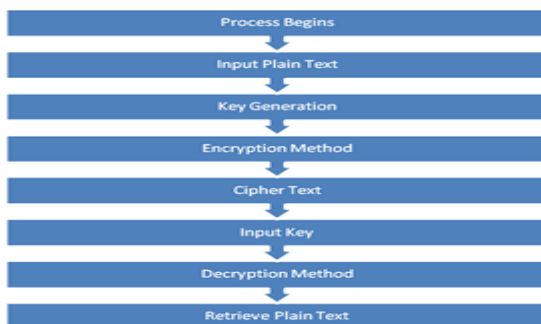 Process Begins
Input Plain Text
Key Generation
Encryption Method
Cipher Text
Input Key
Decryption Method
Retrieve Plain Text